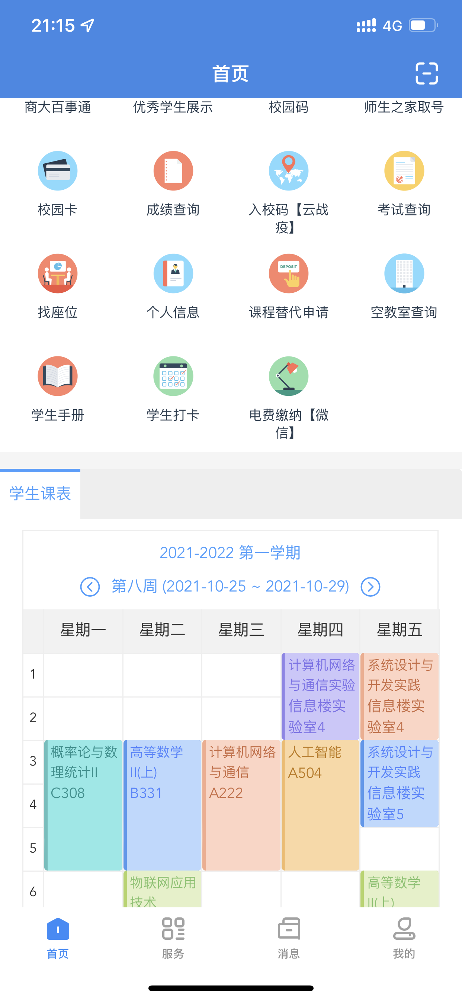 21:15 4G
首页
商大百事通 优秀学生展示 校园码 师生之家取号
校园卡 成绩查询 入校码【云战 考试查询
疫】
DEPOSIT
找座位 个人信息 课程替代申请 空教室查询
学生手册 学生打卡 电费缴纳【微
信】
学生课表
2021-2022 第一学期
第八周 (2021-10-25 ~ 2021-10-29)
星期一 星期二 星期三 星期四 星期五
1
2
3
4
5
6
概率论与数
理统计II
C308
高等数学
II(上)
B331
物联网应用
技术
计算机网络
与通信
A222
计算机网络
与通信实验
信息楼实
验室4
人工智能
A504
系统设计与
开发实践
信息楼实
验室4
系统设计与
开发实践
信息楼实
验室5
高等数学
II(上)
首页 服务 消息 我的